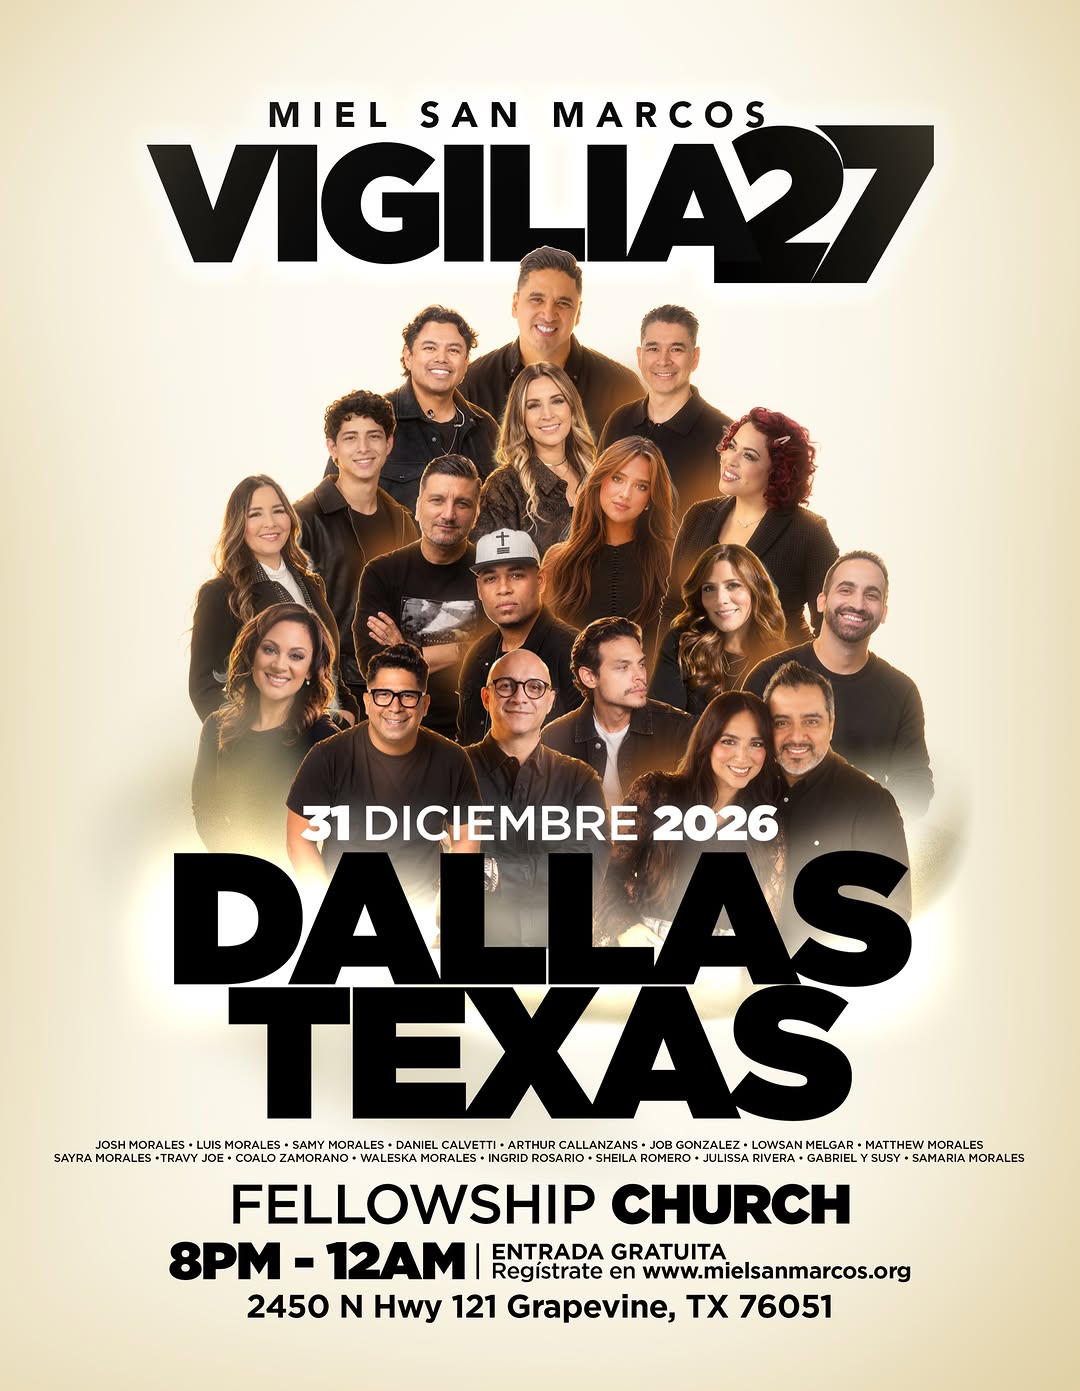 MIEL SAN MARCOS
VIGILIA27
31 DICIEMBRE 2026
DALLAS
TEXAS
JOSH MORALES • LUIS MORALES • SAMY MORALES • DANIEL CALVETTI • ARTHUR CALLANZANS • JOB GONZALEZ • LOWSAN MELGAR • MATTHEW MORALES
SAYRA MORALES •TRAVY JOE • COALO ZAMORANO • WALESKA MORALES • INGRID ROSARIO • SHEILA ROMERO • JULISSA RIVERA • GABRIEL Y SUSY • SAMARIA MORALES
FELLOWSHIP CHURCH
8PM - 12AM | ENTRADA GRATUITA
Regístrate en www.mielsanmarcos.org
2450 N Hwy 121 Grapevine, TX 76051